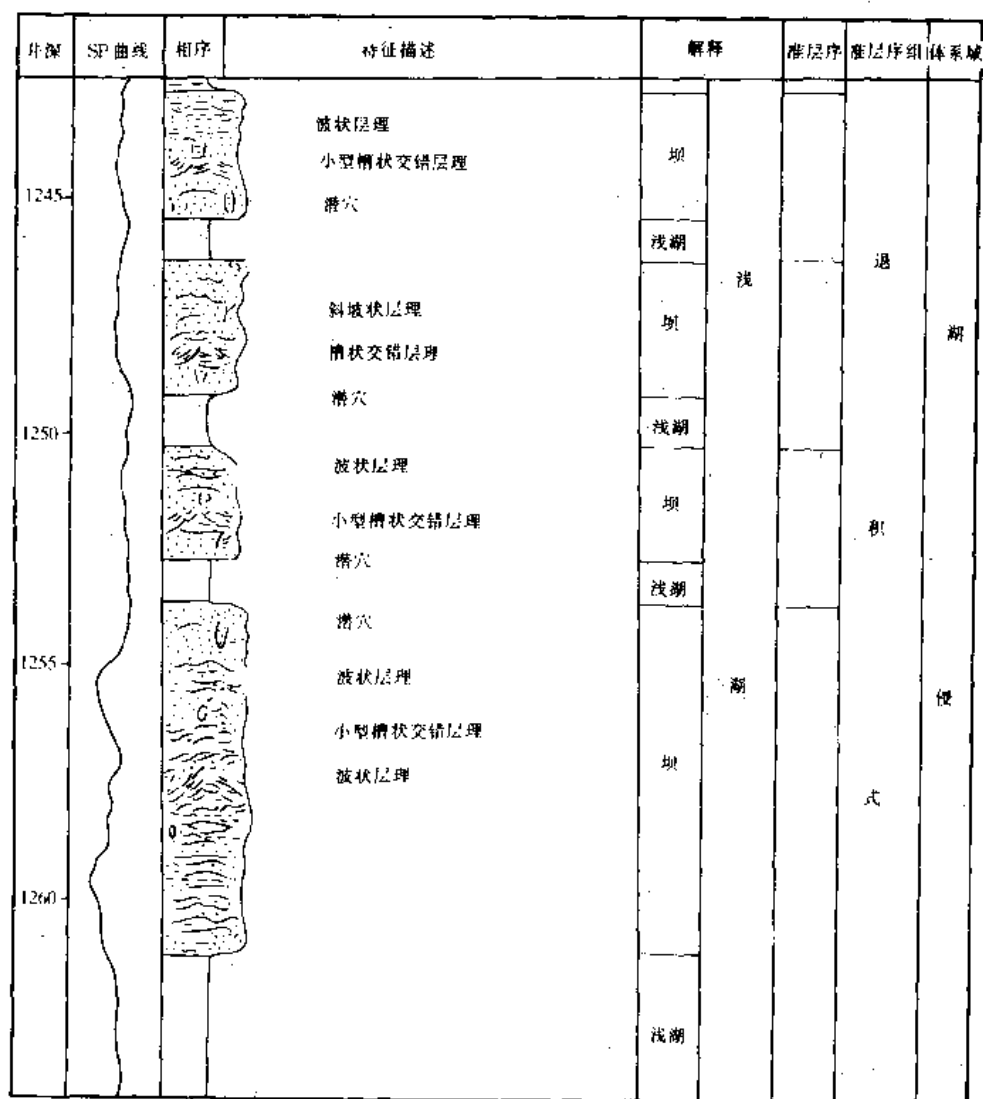 井深 SP曲线 相序 特征描述 解释 准层序 准层序组 体系域
波状层理
小型槽状交错层理
坝
1245
潜穴
浅湖
退
浅
斜坡状层理
坝
湖
槽状交错层理
潜穴
浅湖
1250
波状层理
坝
小型槽状交错层理
积
潜穴
浅湖
潜穴
1255
波状层理
湖
侵
小型槽状交错层理
坝
波状层理
式
1260
浅湖